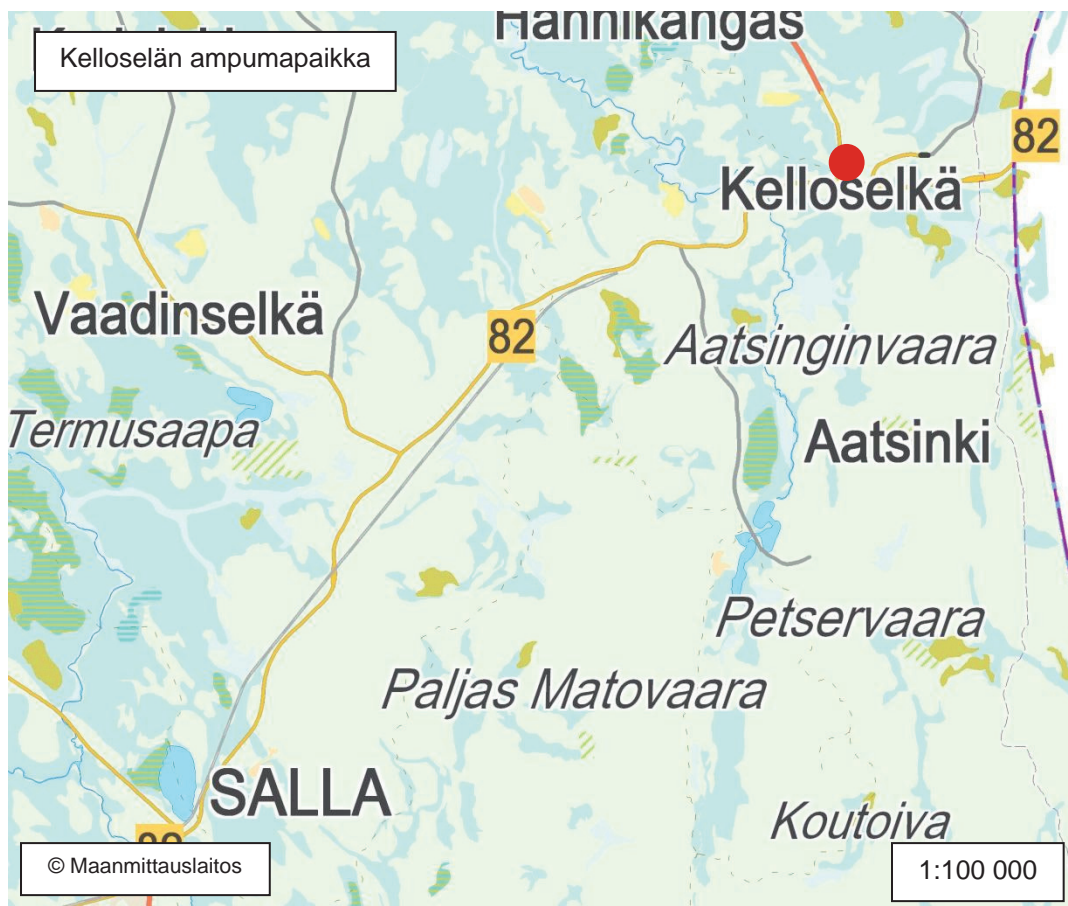 Hannikangas
Kelloselän ampumapaikka
82
Kelloselkä
Vaadinselkä
82
Aatsinginvaara
Termusaapa
Aatsinki
Petservaara
Paljas Matovaara
SALLA
Koutoiva
© Maanmittauslaitos
1:100 000